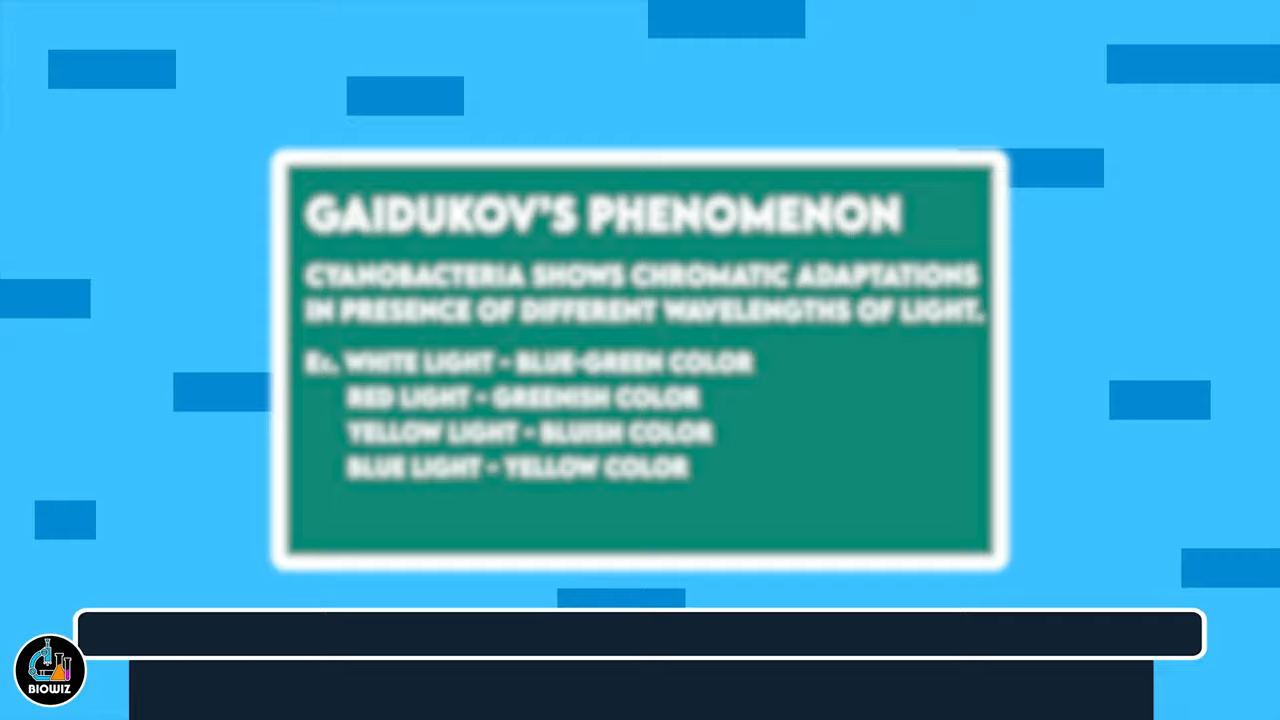 GAIDUKOV'S PHENOMENON
CYANOBACTERIA SHOWS CHROMATIC ADAPTATIONS
IN PRESENCE OF DIFFERENT WAVELENGTHS OF LIGHT.
Ex. WHITE LIGHT - BLUE-GREEN COLOR
RED LIGHT - GREENISH COLOR
YELLOW LIGHT - BLUISH COLOR
BLUE LIGHT - YELLOW COLOR
BIOWIZ